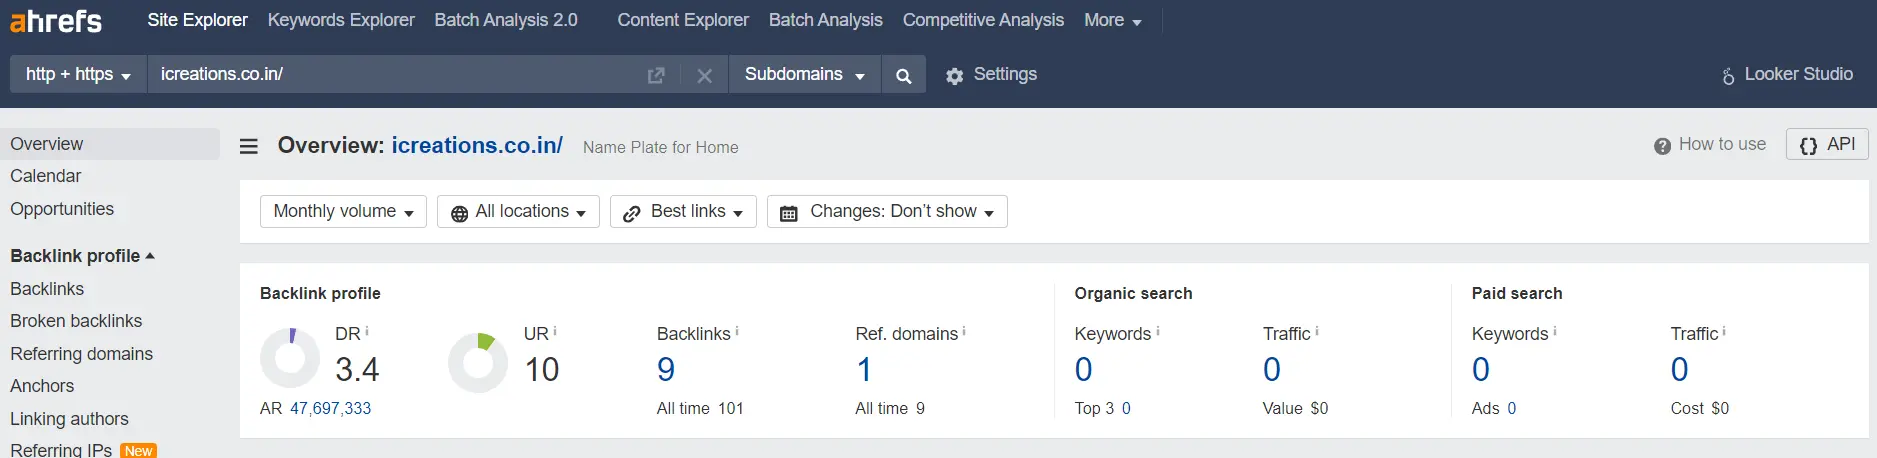 ahrefs Site Explorer Keywords Explorer Batch Analysis 2.0 Content Explorer Batch Analysis Competitive Analysis More
http + https icreations.co.in/ Subdomains Settings Looker Studio
Overview
Calendar
Opportunities
Backlink profile
Backlinks
Broken backlinks
Referring domains
Anchors
Linking authors
Referring IPs New
Overview: icreations.co.in/ Name Plate for Home How to use {} API
Monthly volume All locations Best links Changes: Don't show
Backlink profile
DR i UR i Backlinks i Ref. domains i
3.4 10 9 1
AR 47,697,333 All time 101 All time 9
Organic search
Keywords i Traffic i
0 0
Top 3 0 Value $0
Paid search
Keywords i Traffic i
0 0
Ads 0 Cost $0